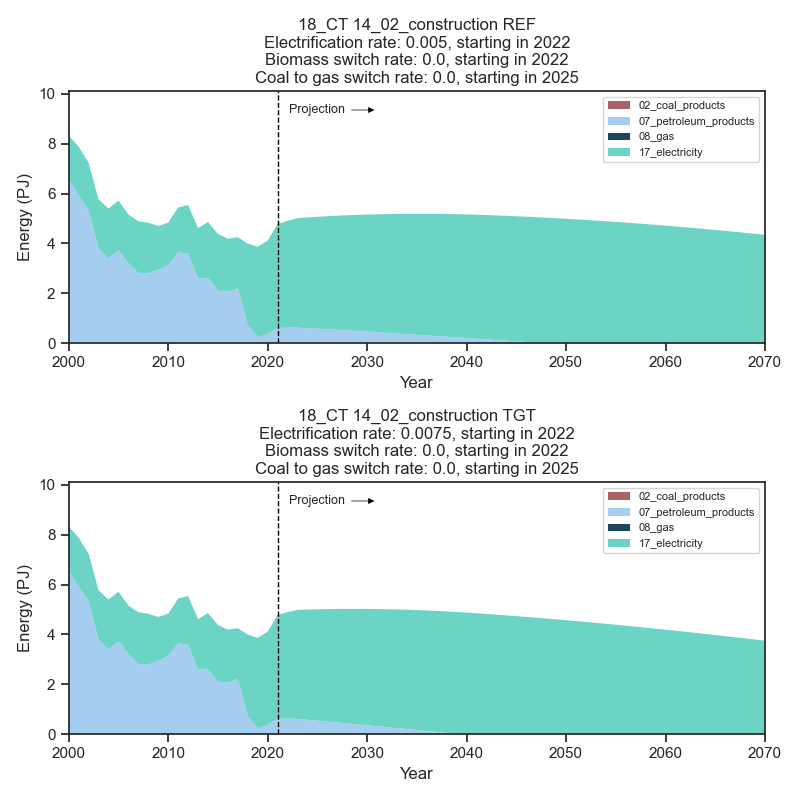 18_CT 14_02_construction REF
Electrification rate: 0.005, starting in 2022
Biomass switch rate: 0.0, starting in 2022
Coal to gas switch rate: 0.0, starting in 2025
10
8
6
4
2
0
Energy (PJ)
Projection
02_coal_products
07_petroleum_products
08_gas
17_electricity
2000 2010 2020 2030 2040 2050 2060 2070
Year
18_CT 14_02_construction TGT
Electrification rate: 0.0075, starting in 2022
Biomass switch rate: 0.0, starting in 2022
Coal to gas switch rate: 0.0, starting in 2025
10
8
6
4
2
0
Energy (PJ)
Projection
02_coal_products
07_petroleum_products
08_gas
17_electricity
2000 2010 2020 2030 2040 2050 2060 2070
Year